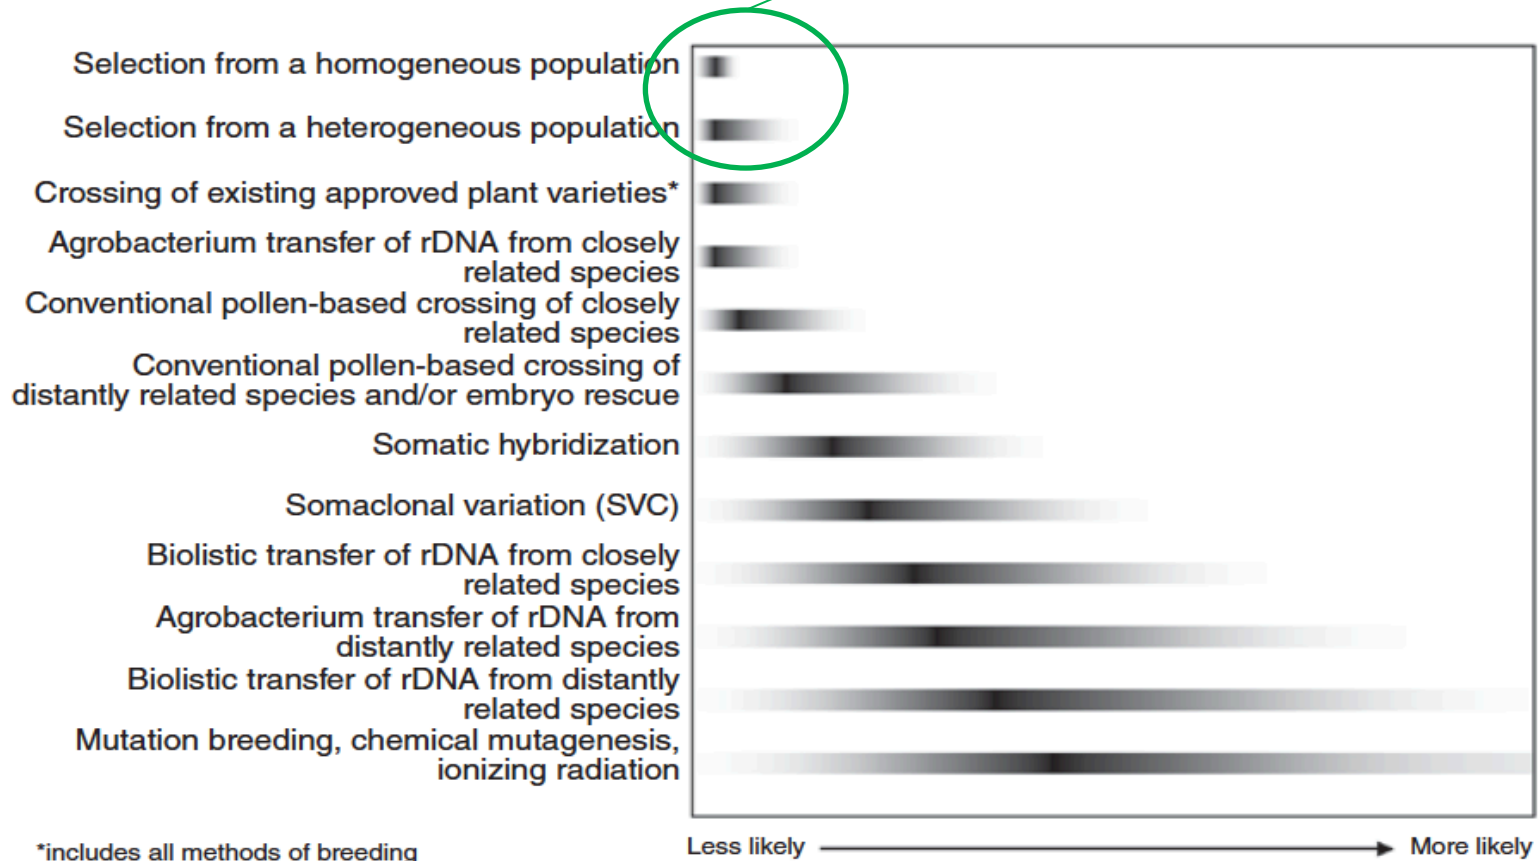 Selection from a homogeneous population
Selection from a heterogeneous population
Crossing of existing approved plant varieties*
Agrobacterium transfer of rDNA from closely
related species
Conventional pollen-based crossing of closely
related species
Conventional pollen-based crossing of
distantly related species and/or embryo rescue
Somatic hybridization
Somaclonal variation (SVC)
Biolistic transfer of rDNA from closely
related species
Agrobacterium transfer of rDNA from
distantly related species
Biolistic transfer of rDNA from distantly
related species
Mutation breeding, chemical mutagenesis,
ionizing radiation
*includes all methods of breeding
Less likely
More likely